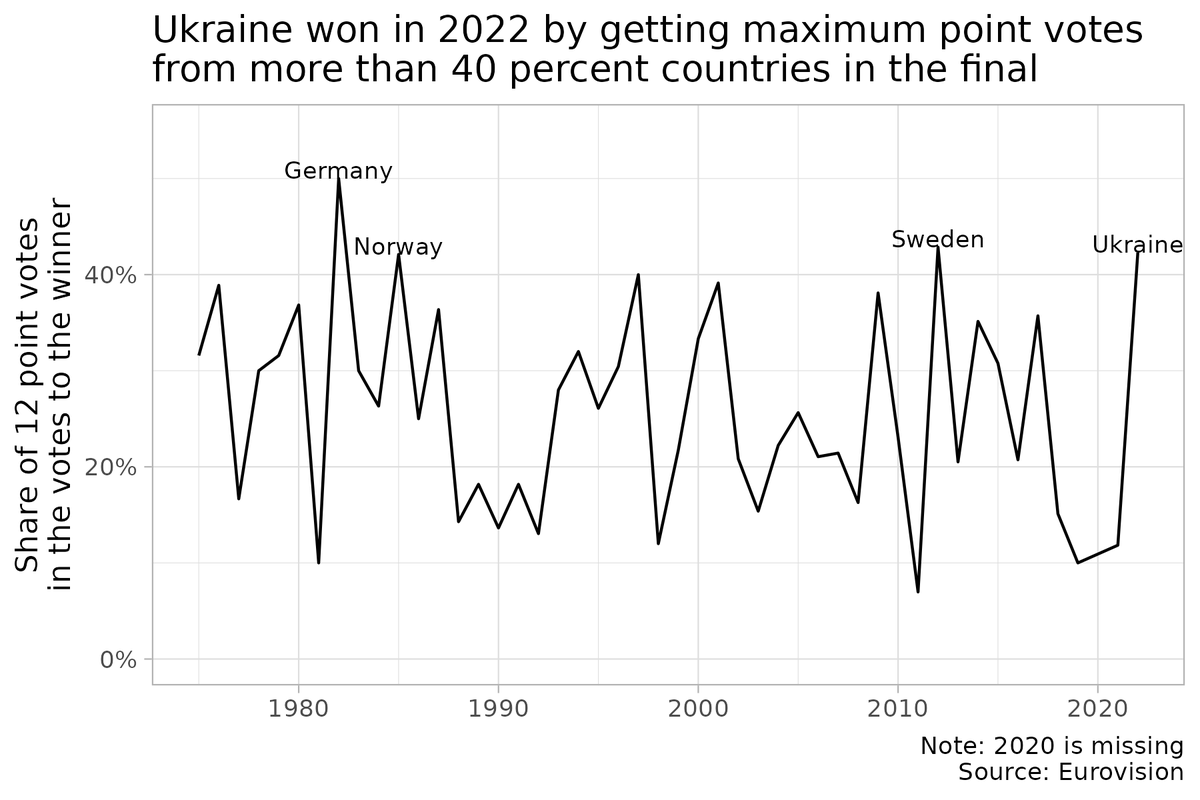 Ukraine won in 2022 by getting maximum point votes
from more than 40 percent countries in the final
Share of 12 point votes
in the votes to the winner
Germany
Norway
Sweden
Ukraine
40%
20%
0%
1980
1990
2000
2010
2020
Note: 2020 is missing
Source: Eurovision